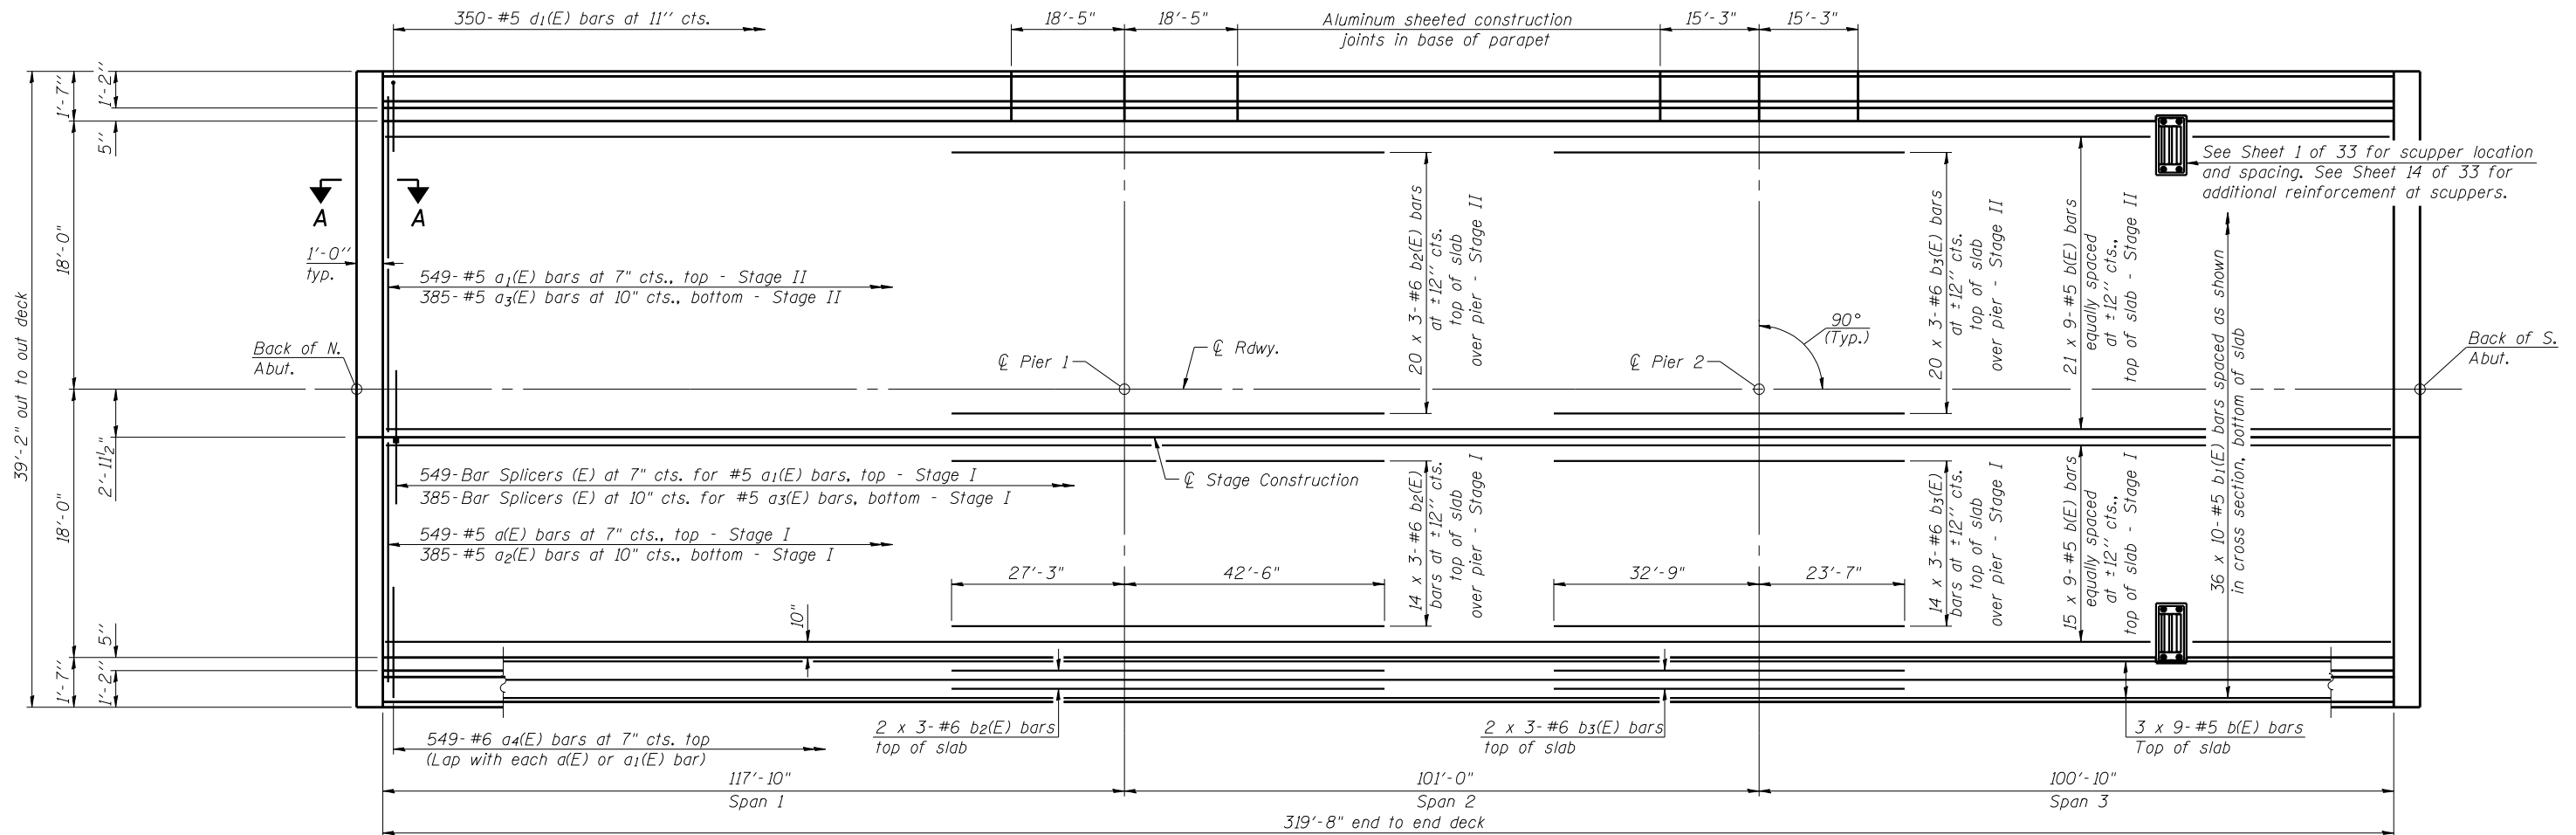 350-#5 d1(E) bars at 11" cts.
18'-5"
18'-5"
Aluminum sheeted construction
joints in base of parapet
15'-3"
15'-3"
1'-7"
1'-2"
5"
39'-2" out to out deck
18'-0"
A
A
1'-0"
typ.
549-#5 a1(E) bars at 7" cts., top - Stage II
385-#5 a3(E) bars at 10" cts., bottom - Stage II
20 x 3-#6 b2(E) bars
at ±12" cts.
top of slab
over pier - Stage II
20 x 3-#6 b3(E) bars
at ±12" cts.
top of slab
over pier - Stage II
21 x 9-#5 b(E) bars
equally spaced
at ±12" cts.,
top of slab - Stage II
See Sheet 1 of 33 for scupper location
and spacing. See Sheet 14 of 33 for
additional reinforcement at scuppers.
36 x 10-#5 b1(E) bars spaced as shown
in cross section, bottom of slab
Back of N.
Abut.
℄ Pier 1
℄ Rdwy.
℄ Pier 2
90°
(Typ.)
Back of S.
Abut.
2'-11½"
18'-0"
549-Bar Splicers (E) at 7" cts. for #5 a1(E) bars, top - Stage I
385-Bar Splicers (E) at 10" cts. for #5 a3(E) bars, bottom - Stage I
℄ Stage Construction
549-#5 a(E) bars at 7" cts., top - Stage I
385-#5 a2(E) bars at 10" cts., bottom - Stage I
14 x 3-#6 b2(E)
bars at ±12" cts.
top of slab
over pier - Stage I
14 x 3-#6 b3(E)
bars at ±12" cts.
top of slab
over pier - Stage I
15 x 9-#5 b(E) bars
equally spaced
at ±12" cts.,
top of slab - Stage I
27'-3"
42'-6"
32'-9"
23'-7"
10"
5"
1'-7"
1'-2"
549-#6 a4(E) bars at 7" cts. top
(Lap with each a(E) or a1(E) bar)
2 x 3-#6 b2(E) bars
top of slab
2 x 3-#6 b3(E) bars
top of slab
3 x 9-#5 b(E) bars
Top of slab
117'-10"
Span 1
101'-0"
Span 2
100'-10"
Span 3
319'-8" end to end deck